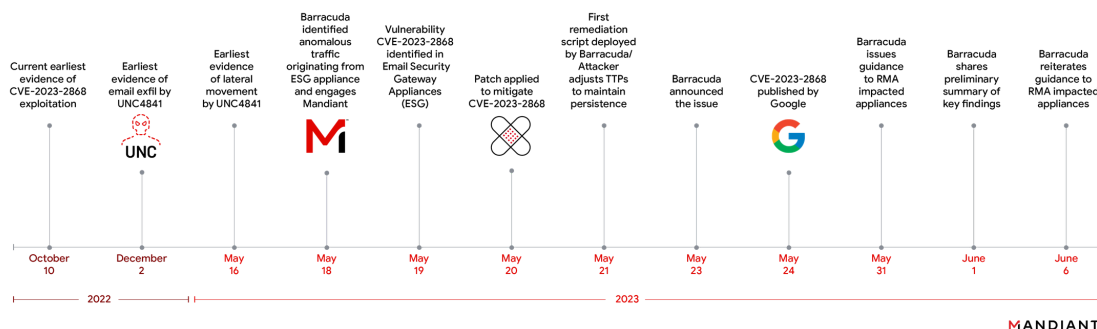 Current earliest
evidence of
CVE-2023-2868
exploitation
Earliest
evidence of
email exfil by
UNC4841
UNC
Earliest
evidence
of lateral
movement
by UNC4841
Barracuda
identified
anomalous
traffic
originating from
ESG appliance
and engages
Mandiant
M
Vulnerability
CVE-2023-2868
identified in
Email Security
Gateway
Appliances
(ESG)
Patch applied
to mitigate
CVE-2023-2868
First
remediation
script deployed
by Barracuda/
Attacker
adjusts TTPs
to maintain
persistence
Barracuda
announced
the issue
CVE-2023-2868
published by
Google
G
Barracuda
issues
guidance
to RMA
impacted
appliances
Barracuda
shares
preliminary
summary of
key findings
Barracuda
reiterates
guidance to
RMA impacted
appliances
October
10
December
2
May
16
May
18
May
19
May
20
May
21
May
23
May
24
May
31
June
1
June
6
2022
2023
MANDIANT